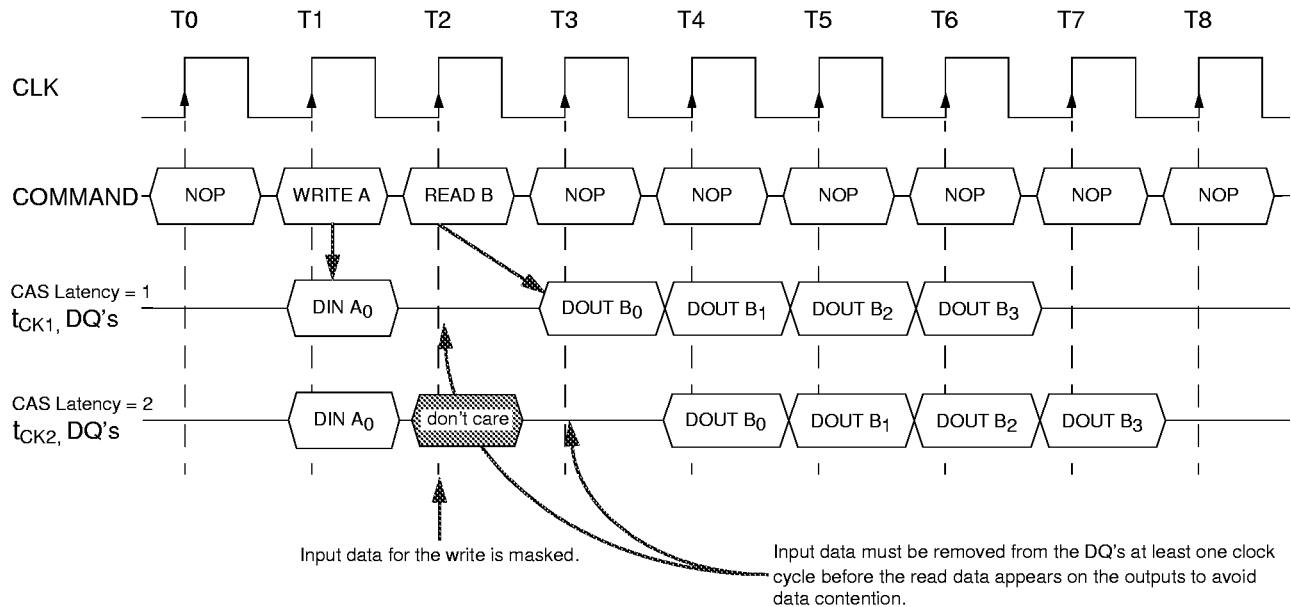 T0 T1 T2 T3 T4 T5 T6 T7 T8
CLK
COMMAND NOP WRITE A READ B NOP NOP NOP NOP NOP NOP
CAS Latency = 1
tCK1, DQ's DIN A0 DOUT B0 DOUT B1 DOUT B2 DOUT B3
CAS Latency = 2
tCK2, DQ's DIN A0 don't care DOUT B0 DOUT B1 DOUT B2 DOUT B3
Input data for the write is masked.
Input data must be removed from the DQ's at least one clock
cycle before the read data appears on the outputs to avoid
data contention.